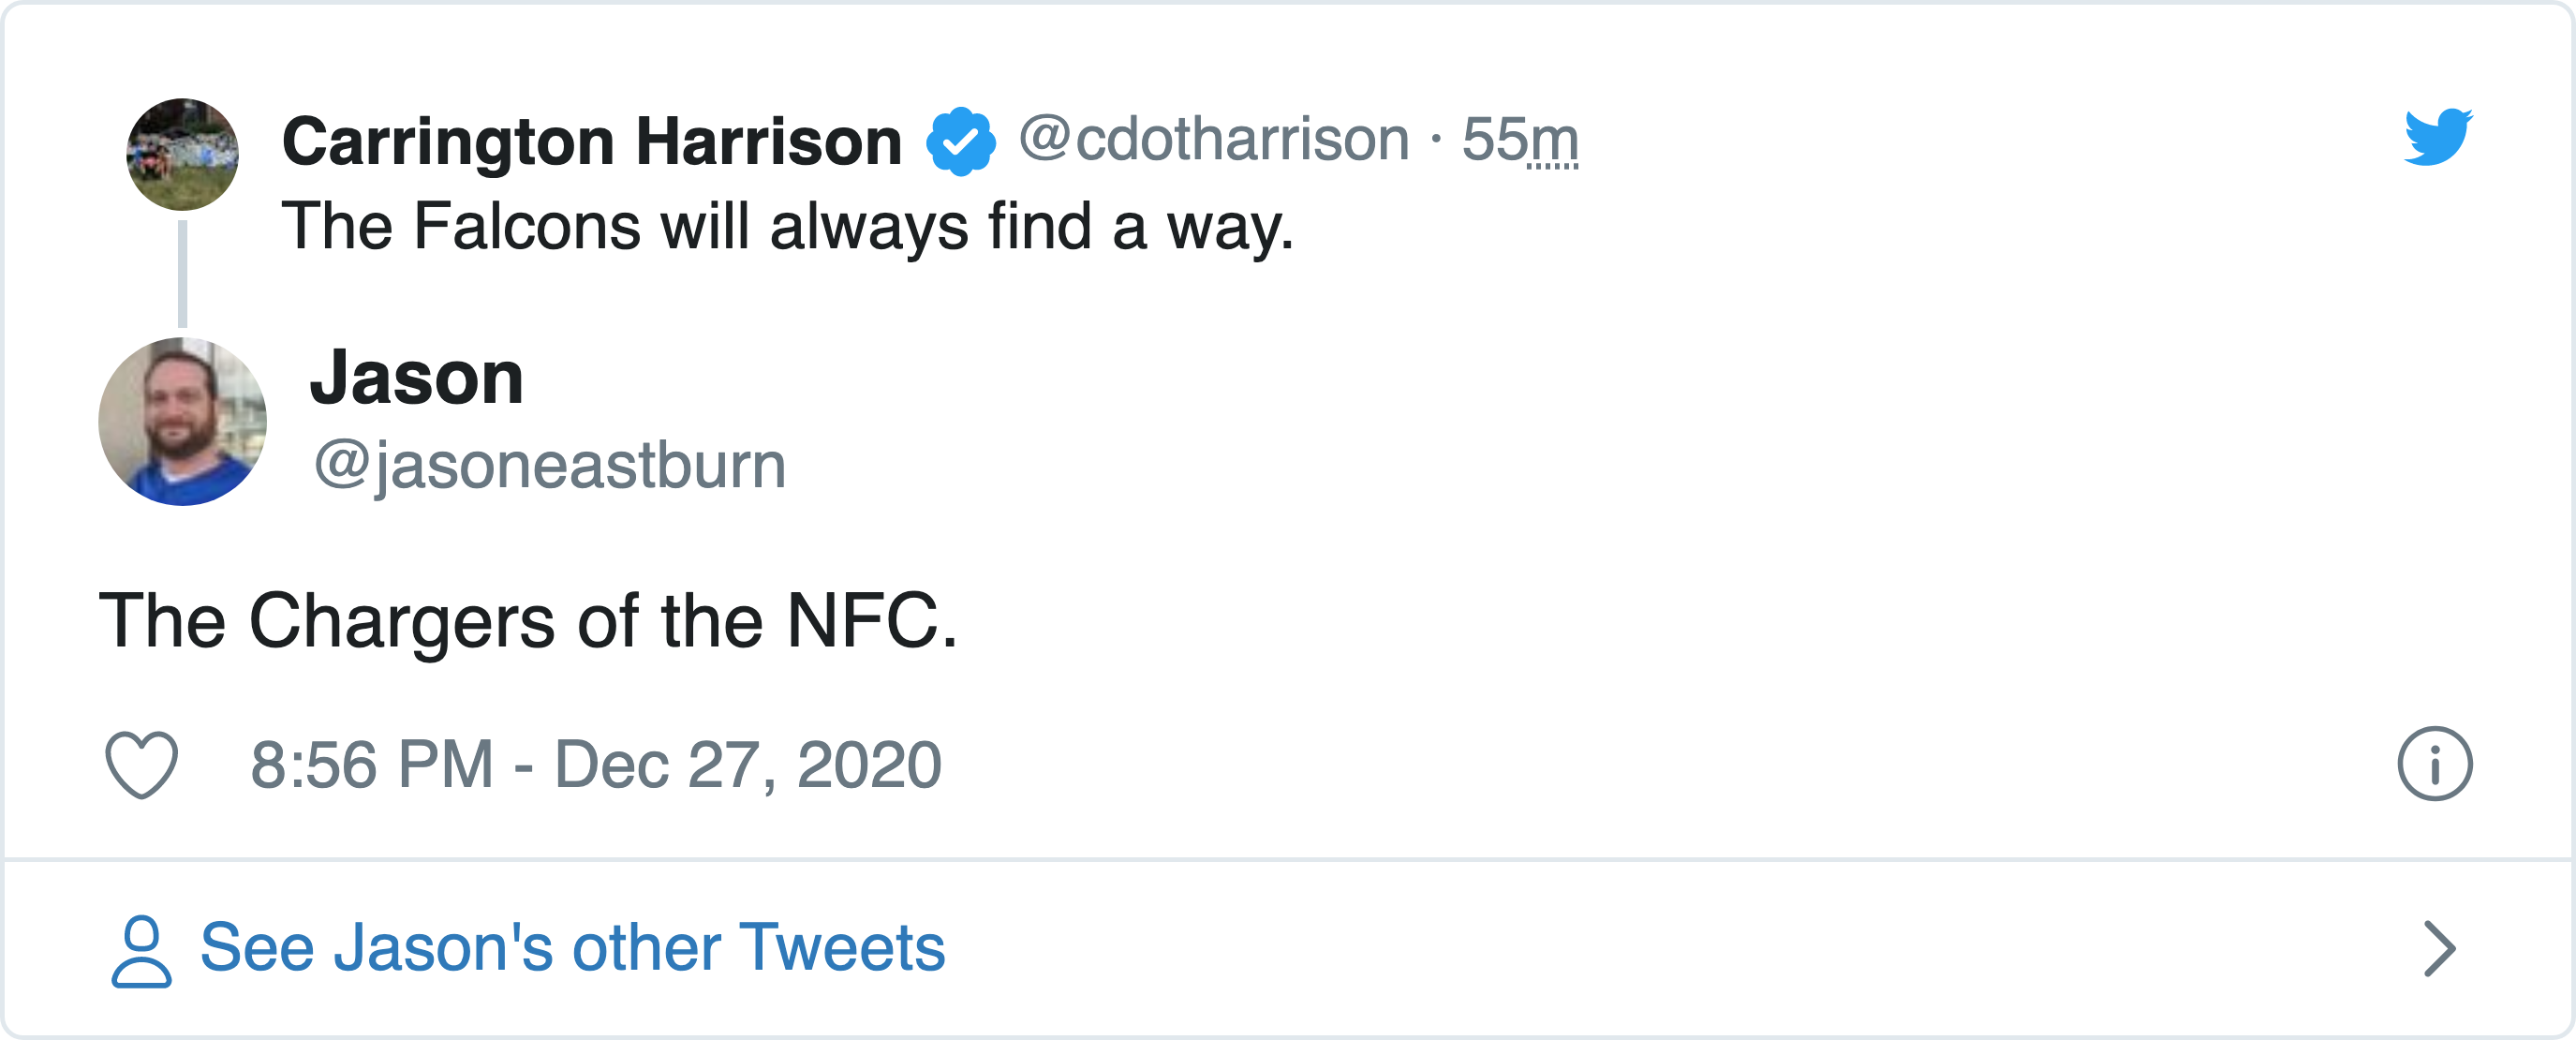 Carrington Harrison @cdotharrison · 55m
The Falcons will always find a way.
Jason
@jasoneastburn
The Chargers of the NFC.
8:56 PM - Dec 27, 2020
See Jason's other Tweets